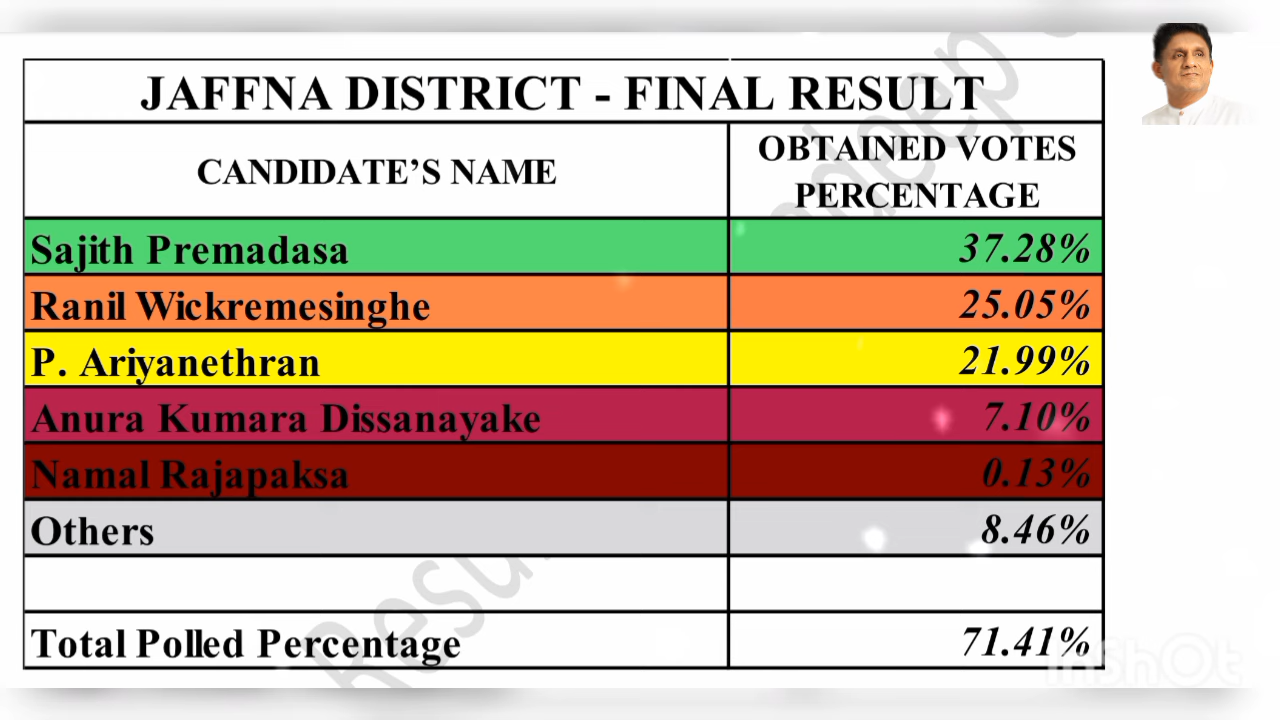 JAFFNA DISTRICT - FINAL RESULT
CANDIDATE’S NAME
OBTAINED VOTES
PERCENTAGE
Sajith Premadasa 37.28%
Ranil Wickremesinghe 25.05%
P. Ariyanethran 21.99%
Anura Kumara Dissanayake 7.10%
Namal Rajapaksa 0.13%
Others 8.46%
Total Polled Percentage 71.41%
InShOt